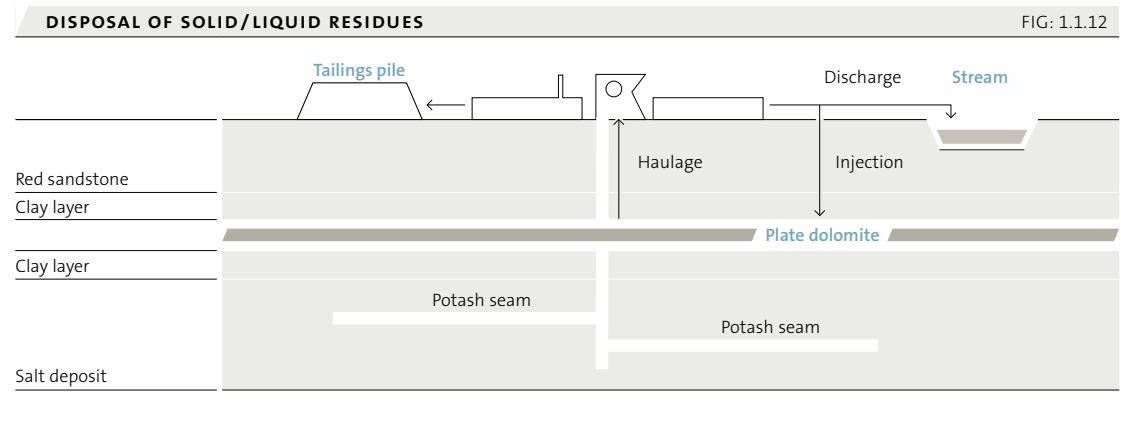 DISPOSAL OF SOLID/LIQUID RESIDUES
FIG: 1.1.12
Tailings pile
Discharge
Stream
Haulage
Injection
Red sandstone
Clay layer
Plate dolomite
Clay layer
Potash seam
Potash seam
Salt deposit